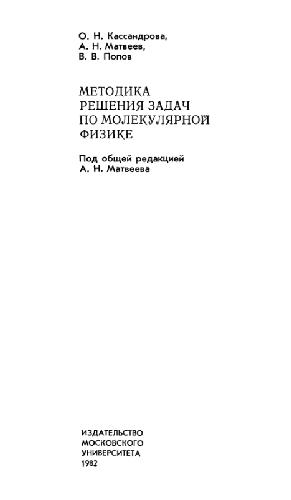 О. Н. Кассандрова,
А. Н. Матвеев,
В. В. Попов
МЕТОДИКА
РЕШЕНИЯ ЗАДАЧ
ПО МОЛЕКУЛЯРНОЙ
ФИЗИКЕ
Под общей редакцией
А. Н. Матвеева
ИЗДАТЕЛЬСТВО
МОСКОВСКОГО
УНИВЕРСИТЕТА
1982